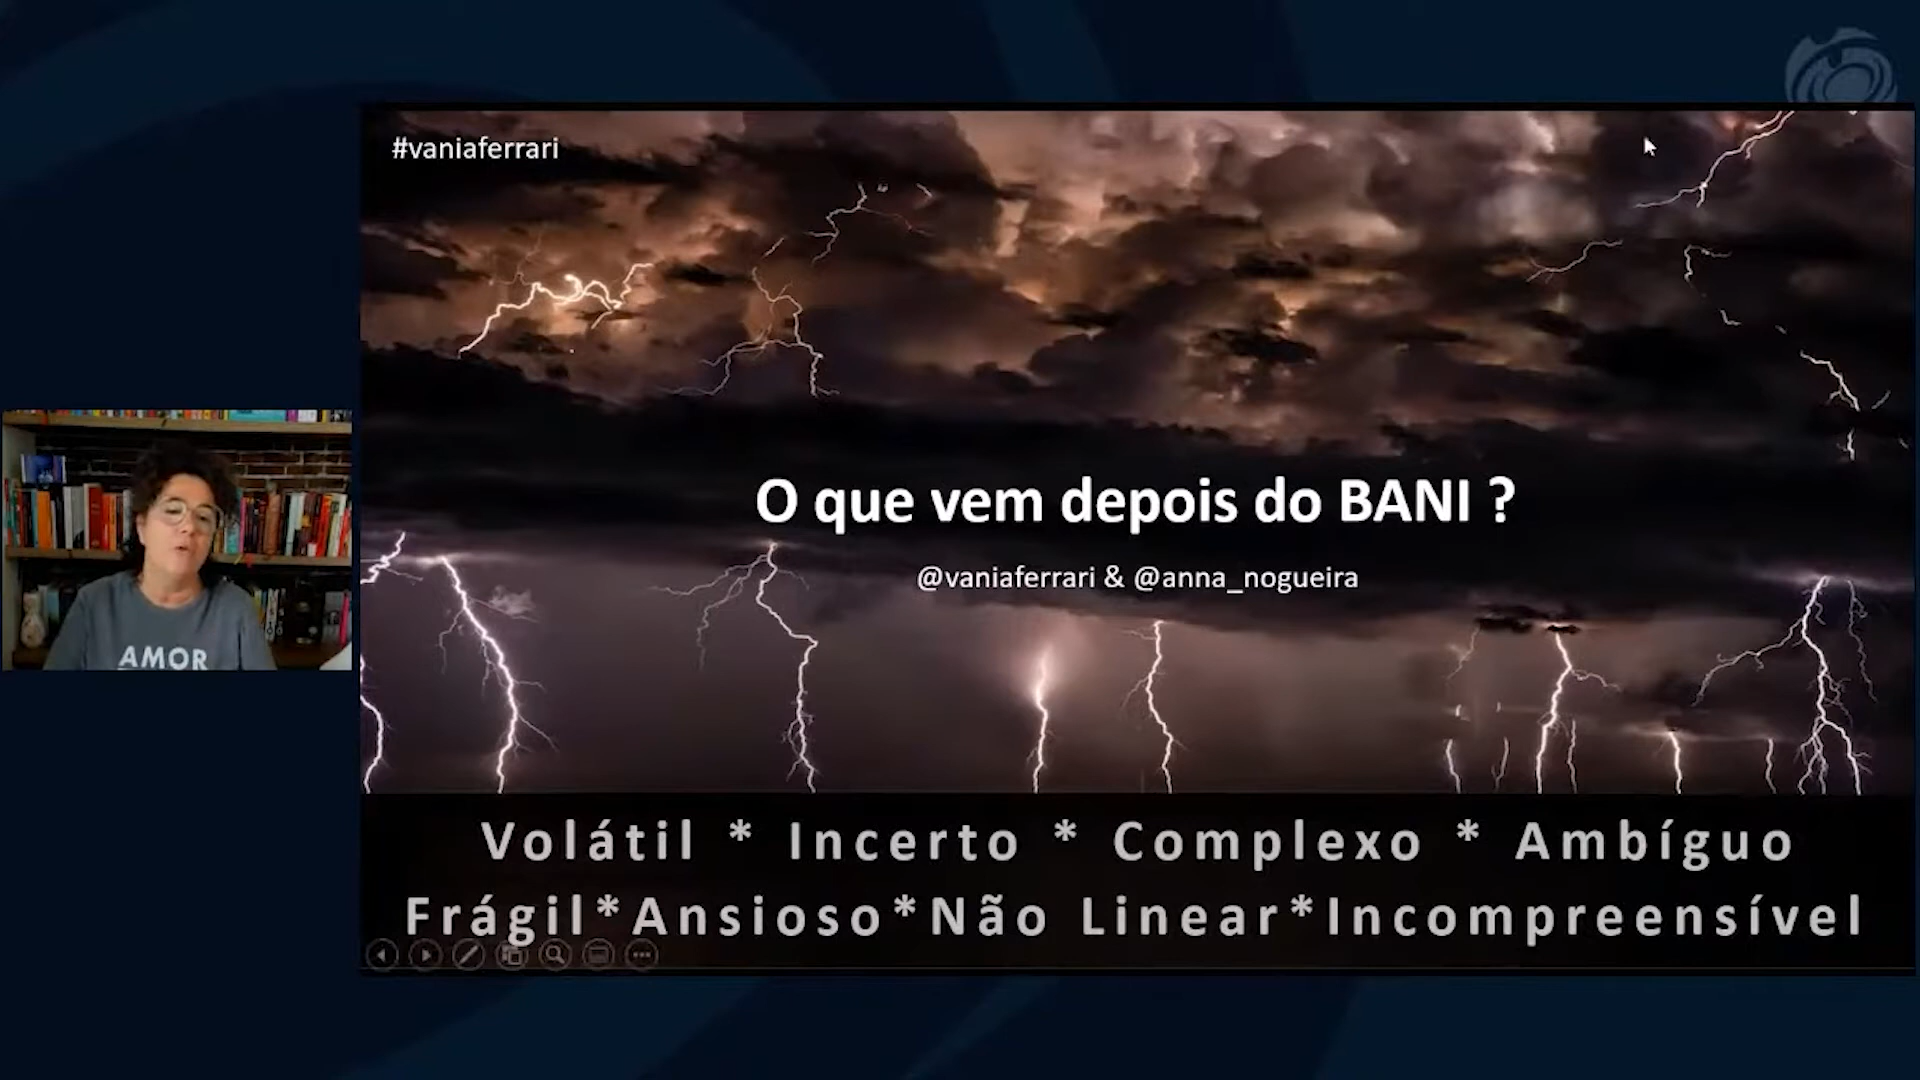 #vaniaferrari
O que vem depois do BANI ?
@vaniaferrari & @anna_nogueira
AMOR
Volátil * Incerto * Complexo * Ambíguo
Frágil*Ansioso*Não Linear*Incompreensível